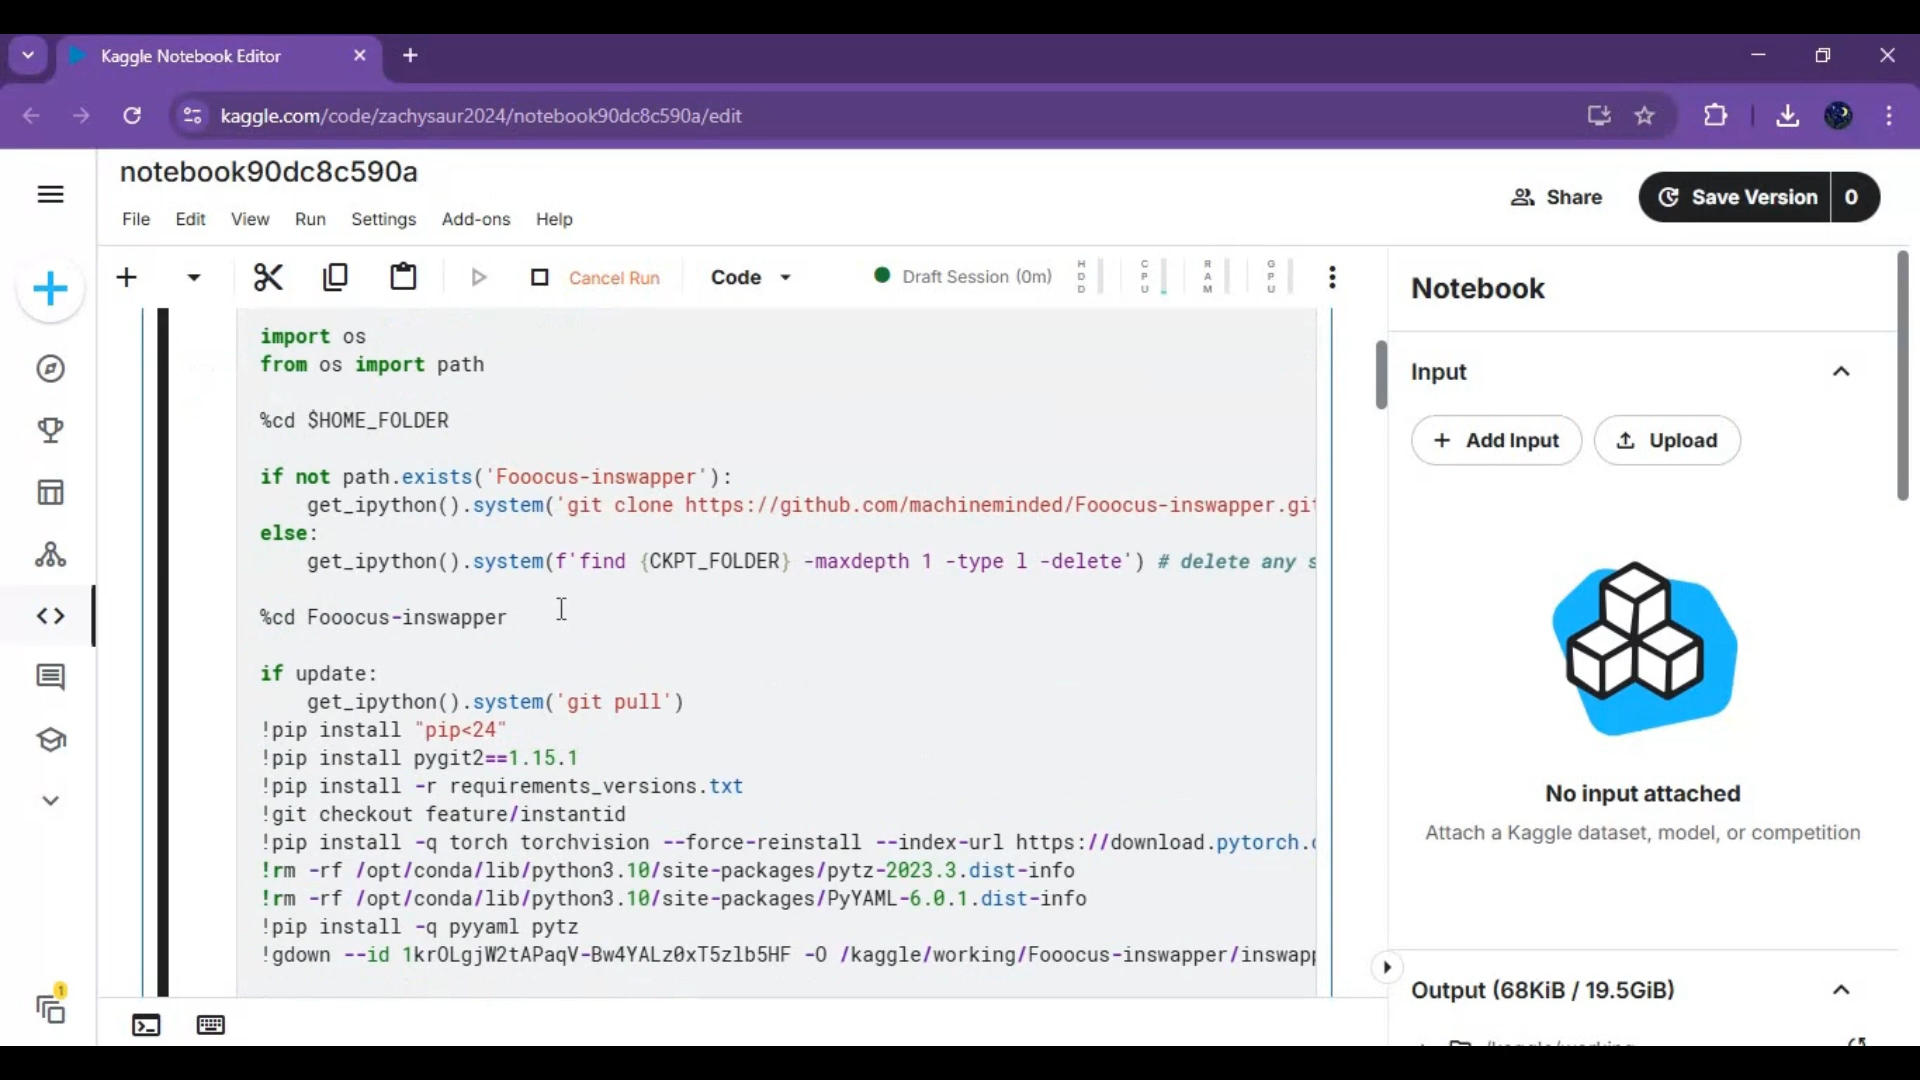 Kaggle Notebook Editor
kaggle.com/code/zachysaur2024/notebook90dc8c590a/edit
notebook90dc8c590a
File Edit View Run Settings Add-ons Help
Share
Save Version 0
Cancel Run
Code
Draft Session (0m)
HDD
CPU
RAM
GPU
import os
from os import path
%cd $HOME_FOLDER
if not path.exists('Fooocus-inswapper'):
get_ipython().system('git clone https://github.com/machineminded/Fooocus-inswapper.git
else:
get_ipython().system(f'find {CKPT_FOLDER} -maxdepth 1 -type l -delete') # delete any s
%cd Fooocus-inswapper
if update:
get_ipython().system('git pull')
!pip install "pip<24"
!pip install pygit2==1.15.1
!pip install -r requirements_versions.txt
!git checkout feature/instantid
!pip install -q torch torchvision --force-reinstall --index-url https://download.pytorch.
!rm -rf /opt/conda/lib/python3.10/site-packages/pytz-2023.3.dist-info
!rm -rf /opt/conda/lib/python3.10/site-packages/PyYAML-6.0.1.dist-info
!pip install -q pyyaml pytz
!gdown --id 1krOLgjW2tAPaqV-Bw4YALz0xT5zlb5HF -O /kaggle/working/Fooocus-inswapper/inswapp
1
Notebook
Input
+ Add Input
Upload
No input attached
Attach a Kaggle dataset, model, or competition
Output (68KiB / 19.5GiB)